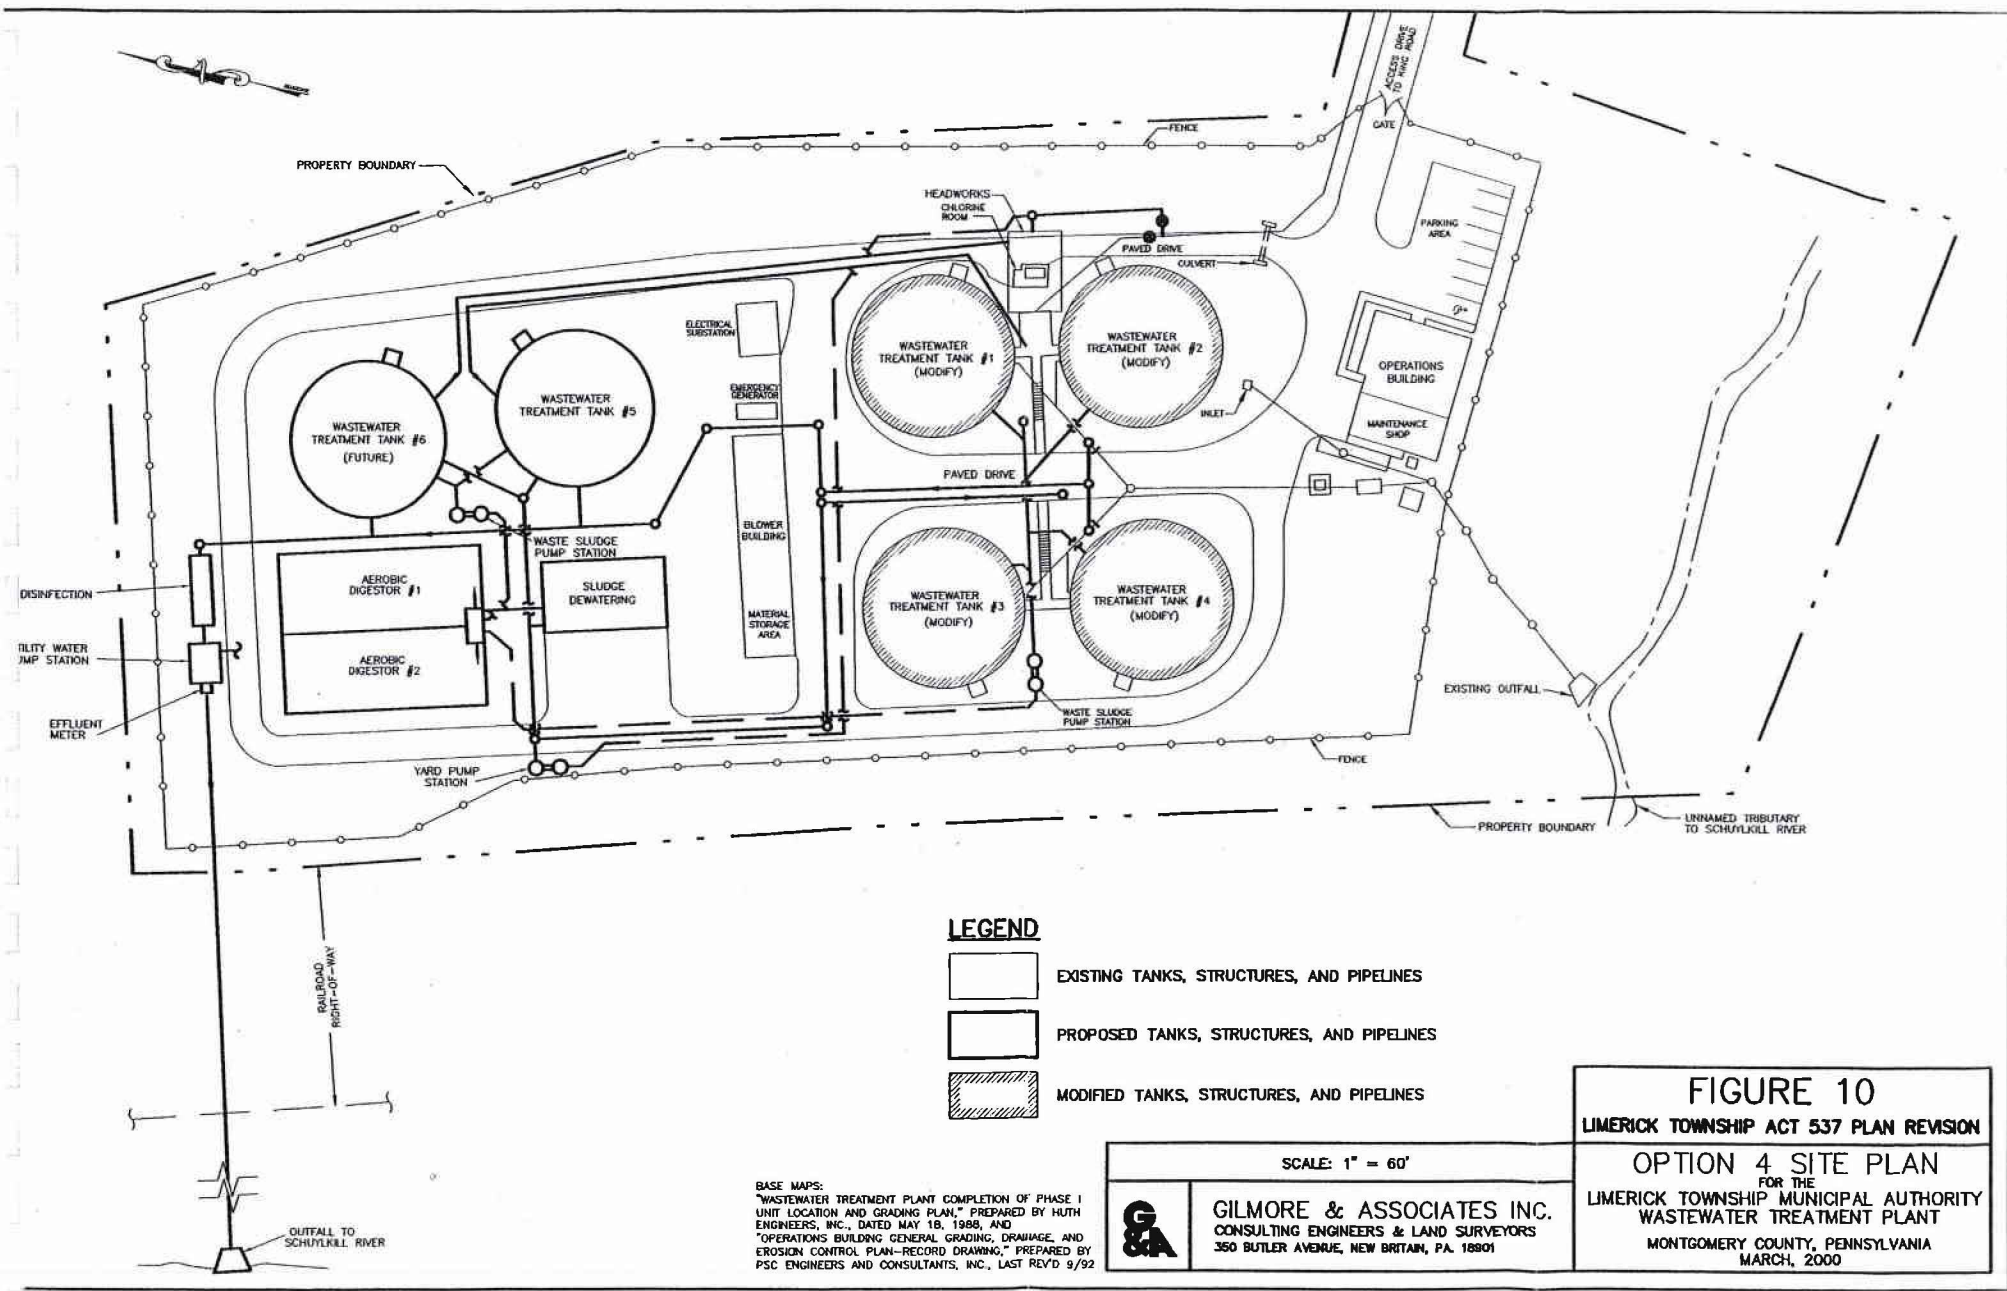 ACCESS DRIVE
TO KING ROAD
GATE
FENCE
PROPERTY BOUNDARY
HEADWORKS
CHLORINE
ROOM
PAVED DRIVE
CULVERT
PARKING
AREA
ELECTRICAL
SUBSTATION
EMERGENCY
GENERATOR
WASTEWATER
TREATMENT TANK #1
(MODIFY)
WASTEWATER
TREATMENT TANK #2
(MODIFY)
OPERATIONS
BUILDING
MAINTENANCE
SHOP
INLET
WASTEWATER
TREATMENT TANK #5
WASTEWATER
TREATMENT TANK #6
(FUTURE)
PAVED DRIVE
BLOWER
BUILDING
WASTE SLUDGE
PUMP STATION
DISINFECTION
AEROBIC
DIGESTOR #1
SLUDGE
DEWATERING
MATERIAL
STORAGE
AREA
WASTEWATER
TREATMENT TANK #3
(MODIFY)
WASTEWATER
TREATMENT TANK #4
(MODIFY)
TILITY WATER
UMP STATION
AEROBIC
DIGESTOR #2
EFFLUENT
METER
EXISTING OUTFALL
WASTE SLUDGE
PUMP STATION
YARD PUMP
STATION
FENCE
PROPERTY BOUNDARY
UNNAMED TRIBUTARY
TO SCHUYLKILL RIVER
RAILROAD
RIGHT-OF-WAY
OUTFALL TO
SCHUYLKILL RIVER
LEGEND
EXISTING TANKS, STRUCTURES, AND PIPELINES
PROPOSED TANKS, STRUCTURES, AND PIPELINES
MODIFIED TANKS, STRUCTURES, AND PIPELINES
BASE MAPS:
"WASTEWATER TREATMENT PLANT COMPLETION OF PHASE I
UNIT LOCATION AND GRADING PLAN," PREPARED BY HUTH
ENGINEERS, INC., DATED MAY 18, 1988, AND
"OPERATIONS BUILDING GENERAL GRADING, DRAINAGE, AND
EROSION CONTROL PLAN-RECORD DRAWING," PREPARED BY
PSC ENGINEERS AND CONSULTANTS, INC., LAST REV'D 9/92
SCALE: 1" = 60'
G&A
GILMORE & ASSOCIATES INC.
CONSULTING ENGINEERS & LAND SURVEYORS
350 BUTLER AVENUE, NEW BRITAIN, PA. 18901
FIGURE 10
LIMERICK TOWNSHIP ACT 537 PLAN REVISION
OPTION 4 SITE PLAN
FOR THE
LIMERICK TOWNSHIP MUNICIPAL AUTHORITY
WASTEWATER TREATMENT PLANT
MONTGOMERY COUNTY, PENNSYLVANIA
MARCH, 2000